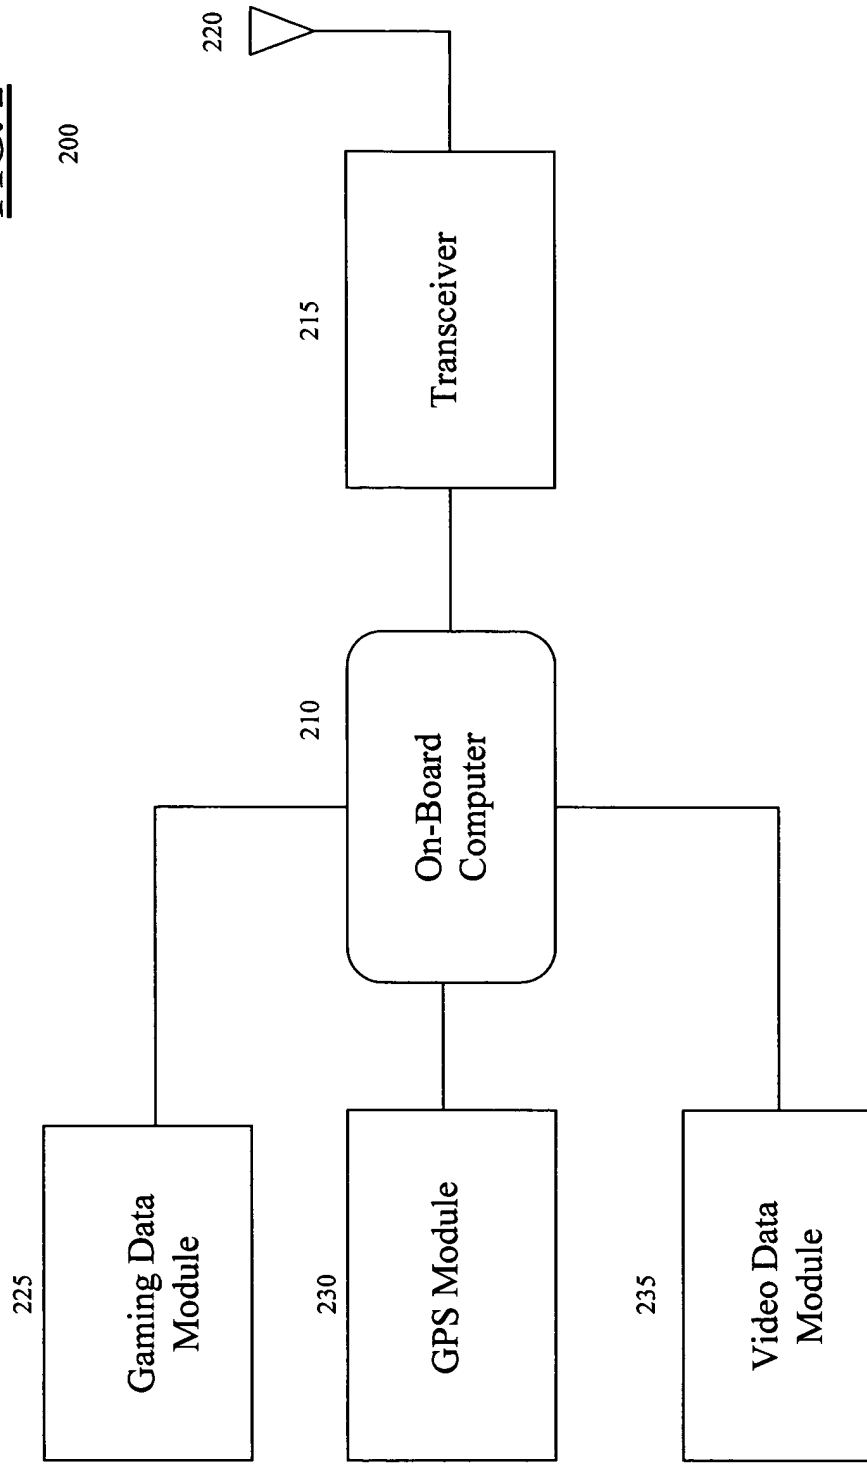 200
220
215
Transceiver
210
On-Board
Computer
225
Gaming Data
Module
230
GPS Module
235
Video Data
Module